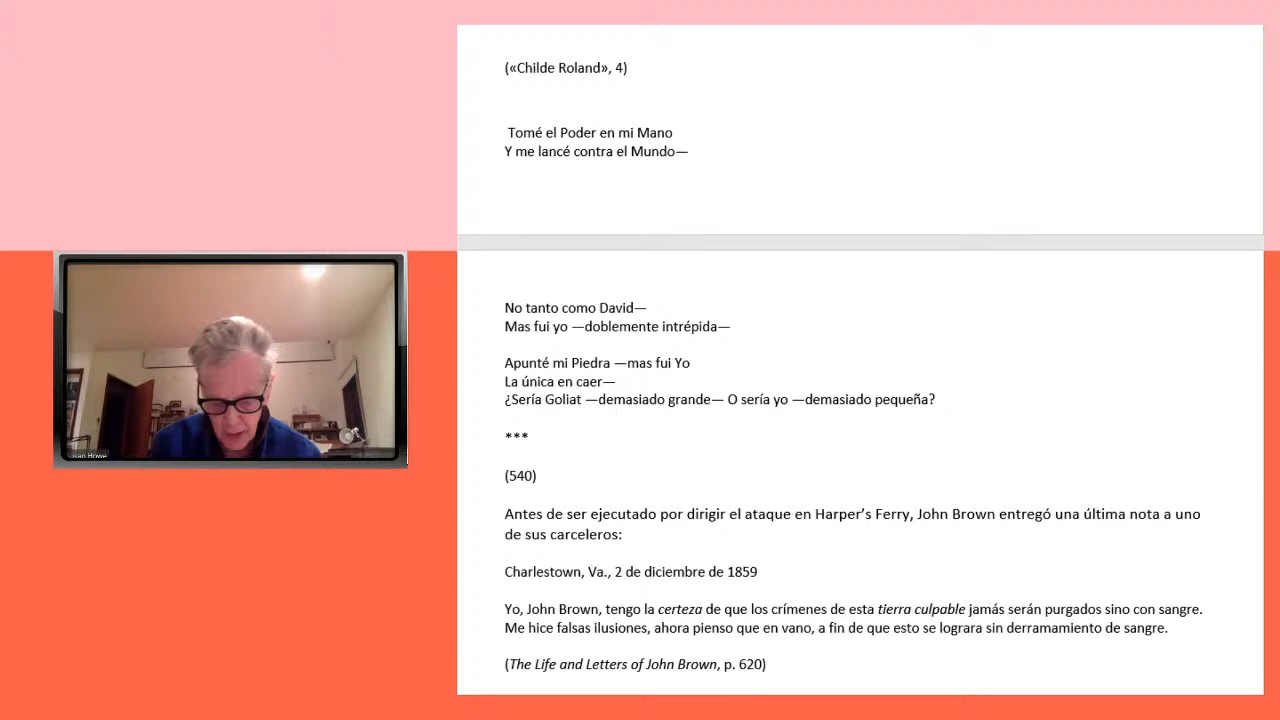 («Childe Roland», 4)
Tomé el Poder en mi Mano
Y me lancé contra el Mundo—
No tanto como David—
Mas fui yo —doblemente intrépida—
Apunté mi Piedra —mas fui Yo
La única en caer—
¿Sería Goliat —demasiado grande— O sería yo —demasiado pequeña?
***
(540)
Antes de ser ejecutado por dirigir el ataque en Harper’s Ferry, John Brown entregó una última nota a uno
de sus carceleros:
Charlestown, Va., 2 de diciembre de 1859
Yo, John Brown, tengo la certeza de que los crímenes de esta tierra culpable jamás serán purgados sino con sangre.
Me hice falsas ilusiones, ahora pienso que en vano, a fin de que esto se lograra sin derramamiento de sangre.
(The Life and Letters of John Brown, p. 620)
Howe